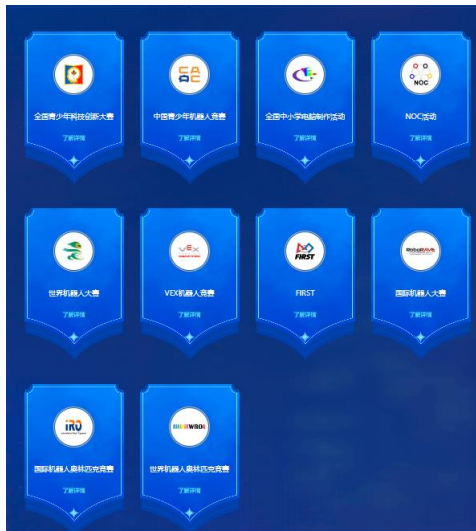 全国青少年科技创新大赛
中国青少年机器人竞赛
全国中小学电脑制作活动
NOC活动
了解详情
了解详情
了解详情
了解详情
NOC
世界机器人大赛
VEX机器人竞赛
FIRST
国际机器人大赛
了解详情
了解详情
了解详情
了解详情
VEX
FIRST
RoboRAVE
国际机器人奥林匹克竞赛
世界机器人奥林匹克竞赛
了解详情
了解详情
IRO
WRO